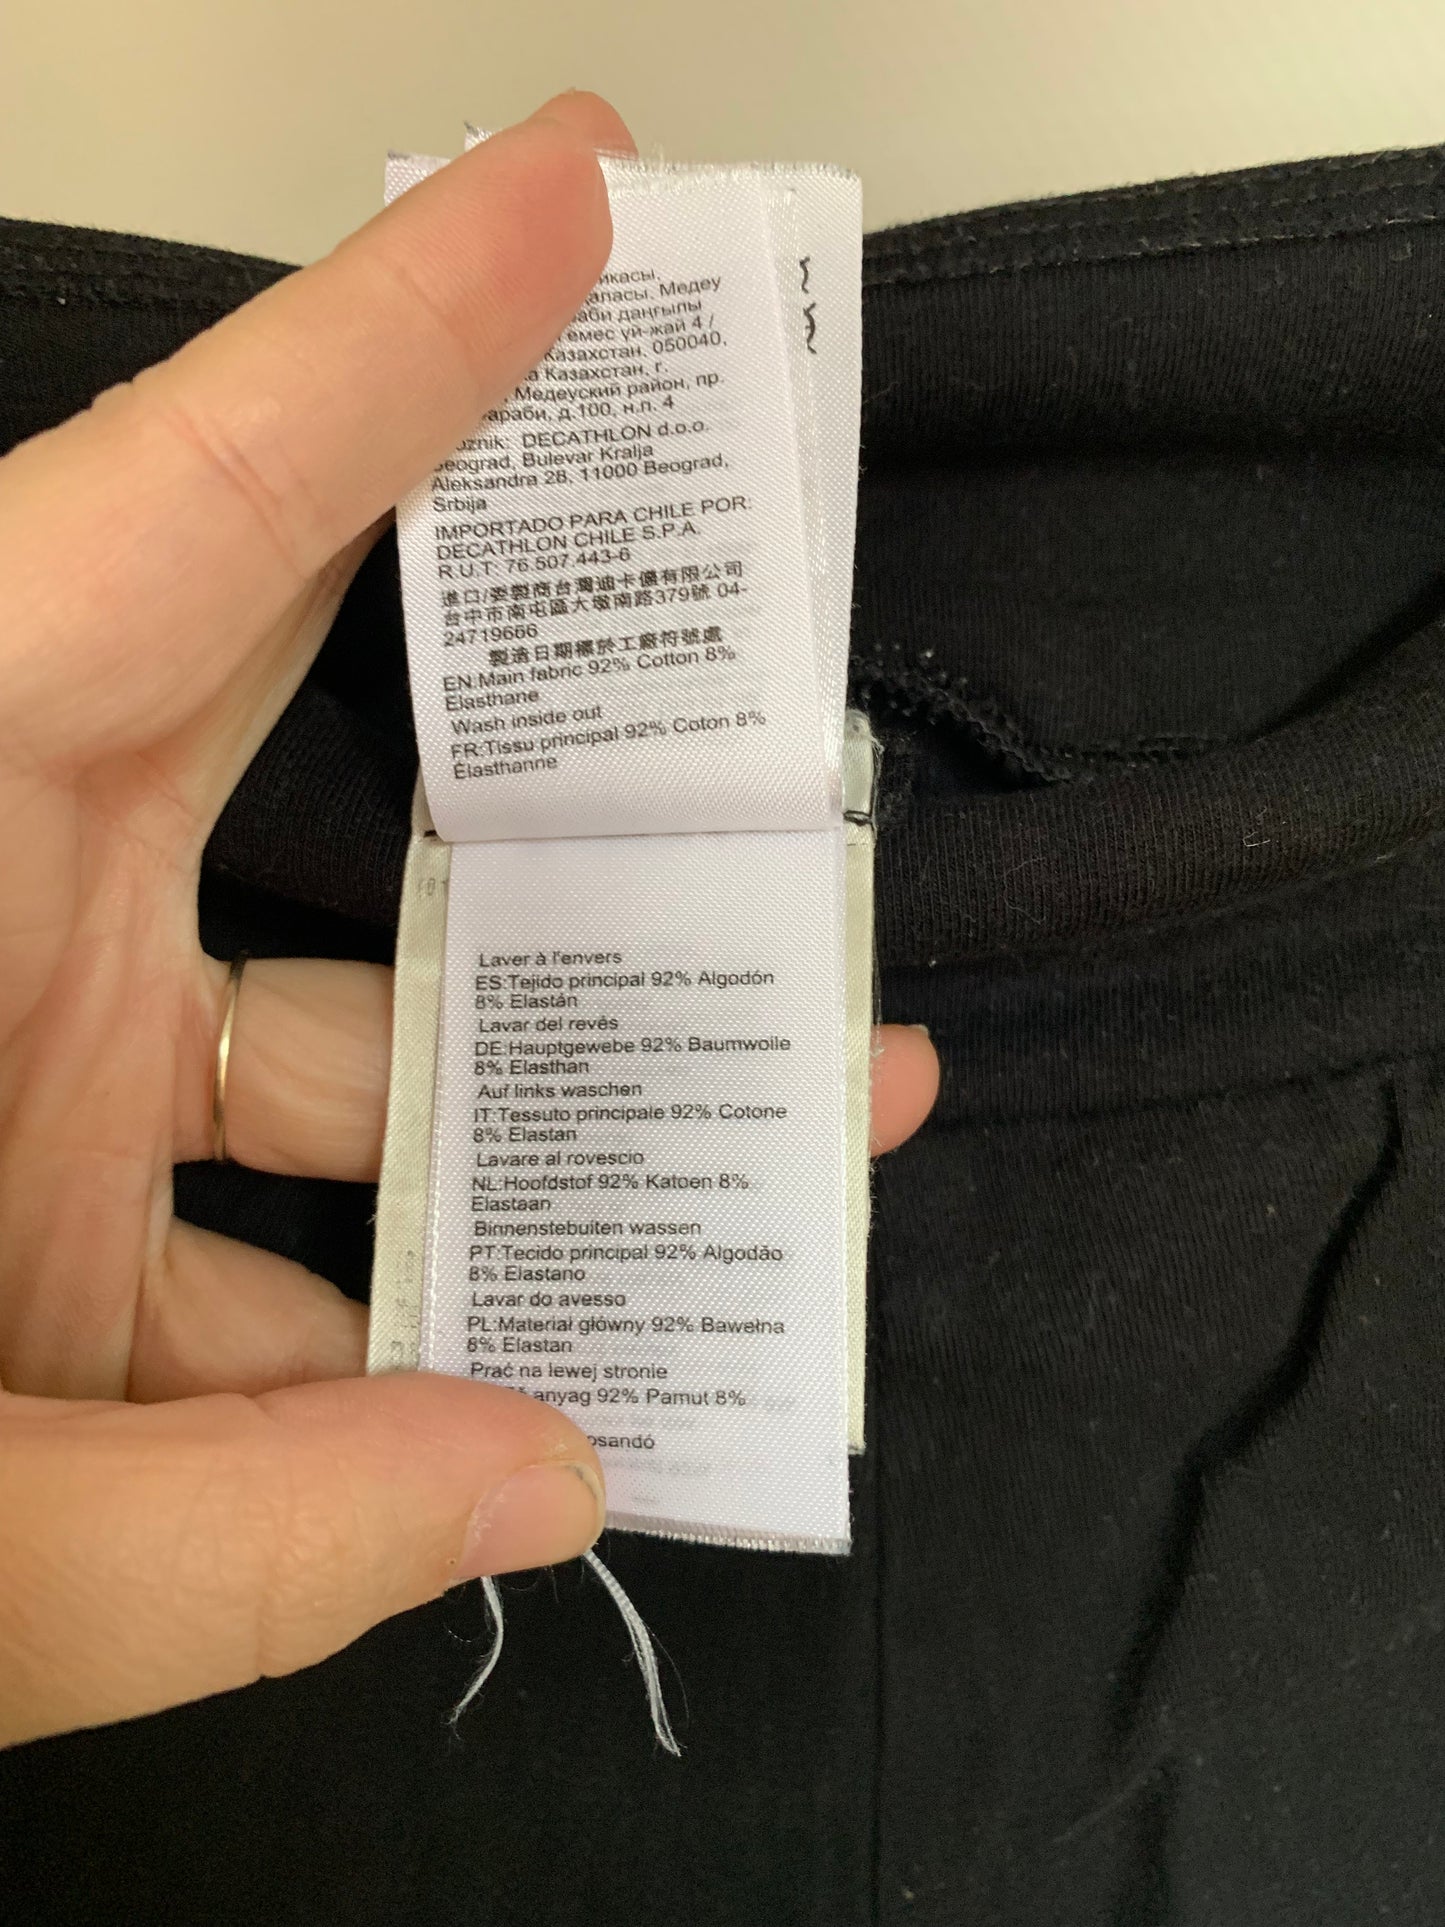 қаласы, Медеу
даңғылы
емес үй-жай 4 /
Казахстан, 050040,
Казахстан, г.
Медеуский район, пр.
д.100, н.п. 4
DECATHLON d.o.o.
Beograd, Bulevar Kralja
Aleksandra 28, 11000 Beograd,
Srbija
IMPORTADO PARA CHILE POR:
DECATHLON CHILE S.P.A.
R.U.T: 76.507.443-6
進口/委製商台灣迪卡儂有限公司
台中市南屯區大墩南路379號 04-
24719666
製造日期標於工廠符號處
EN:Main fabric 92% Cotton 8%
Elasthane
Wash inside out
FR:Tissu principal 92% Coton 8%
Élasthanne
Laver à l'envers
ES:Tejido principal 92% Algodón
8% Elastán
Lavar del revés
DE:Hauptgewebe 92% Baumwolle
8% Elasthan
Auf links waschen
IT:Tessuto principale 92% Cotone
8% Elastan
Lavare al rovescio
NL:Hoofdstof 92% Katoen 8%
Elastaan
Binnenstebuiten wassen
PT:Tecido principal 92% Algodão
8% Elastano
Lavar do avesso
PL:Materiał główny 92% Bawełna
8% Elastan
Prać na lewej stronie
anyag 92% Pamut 8%